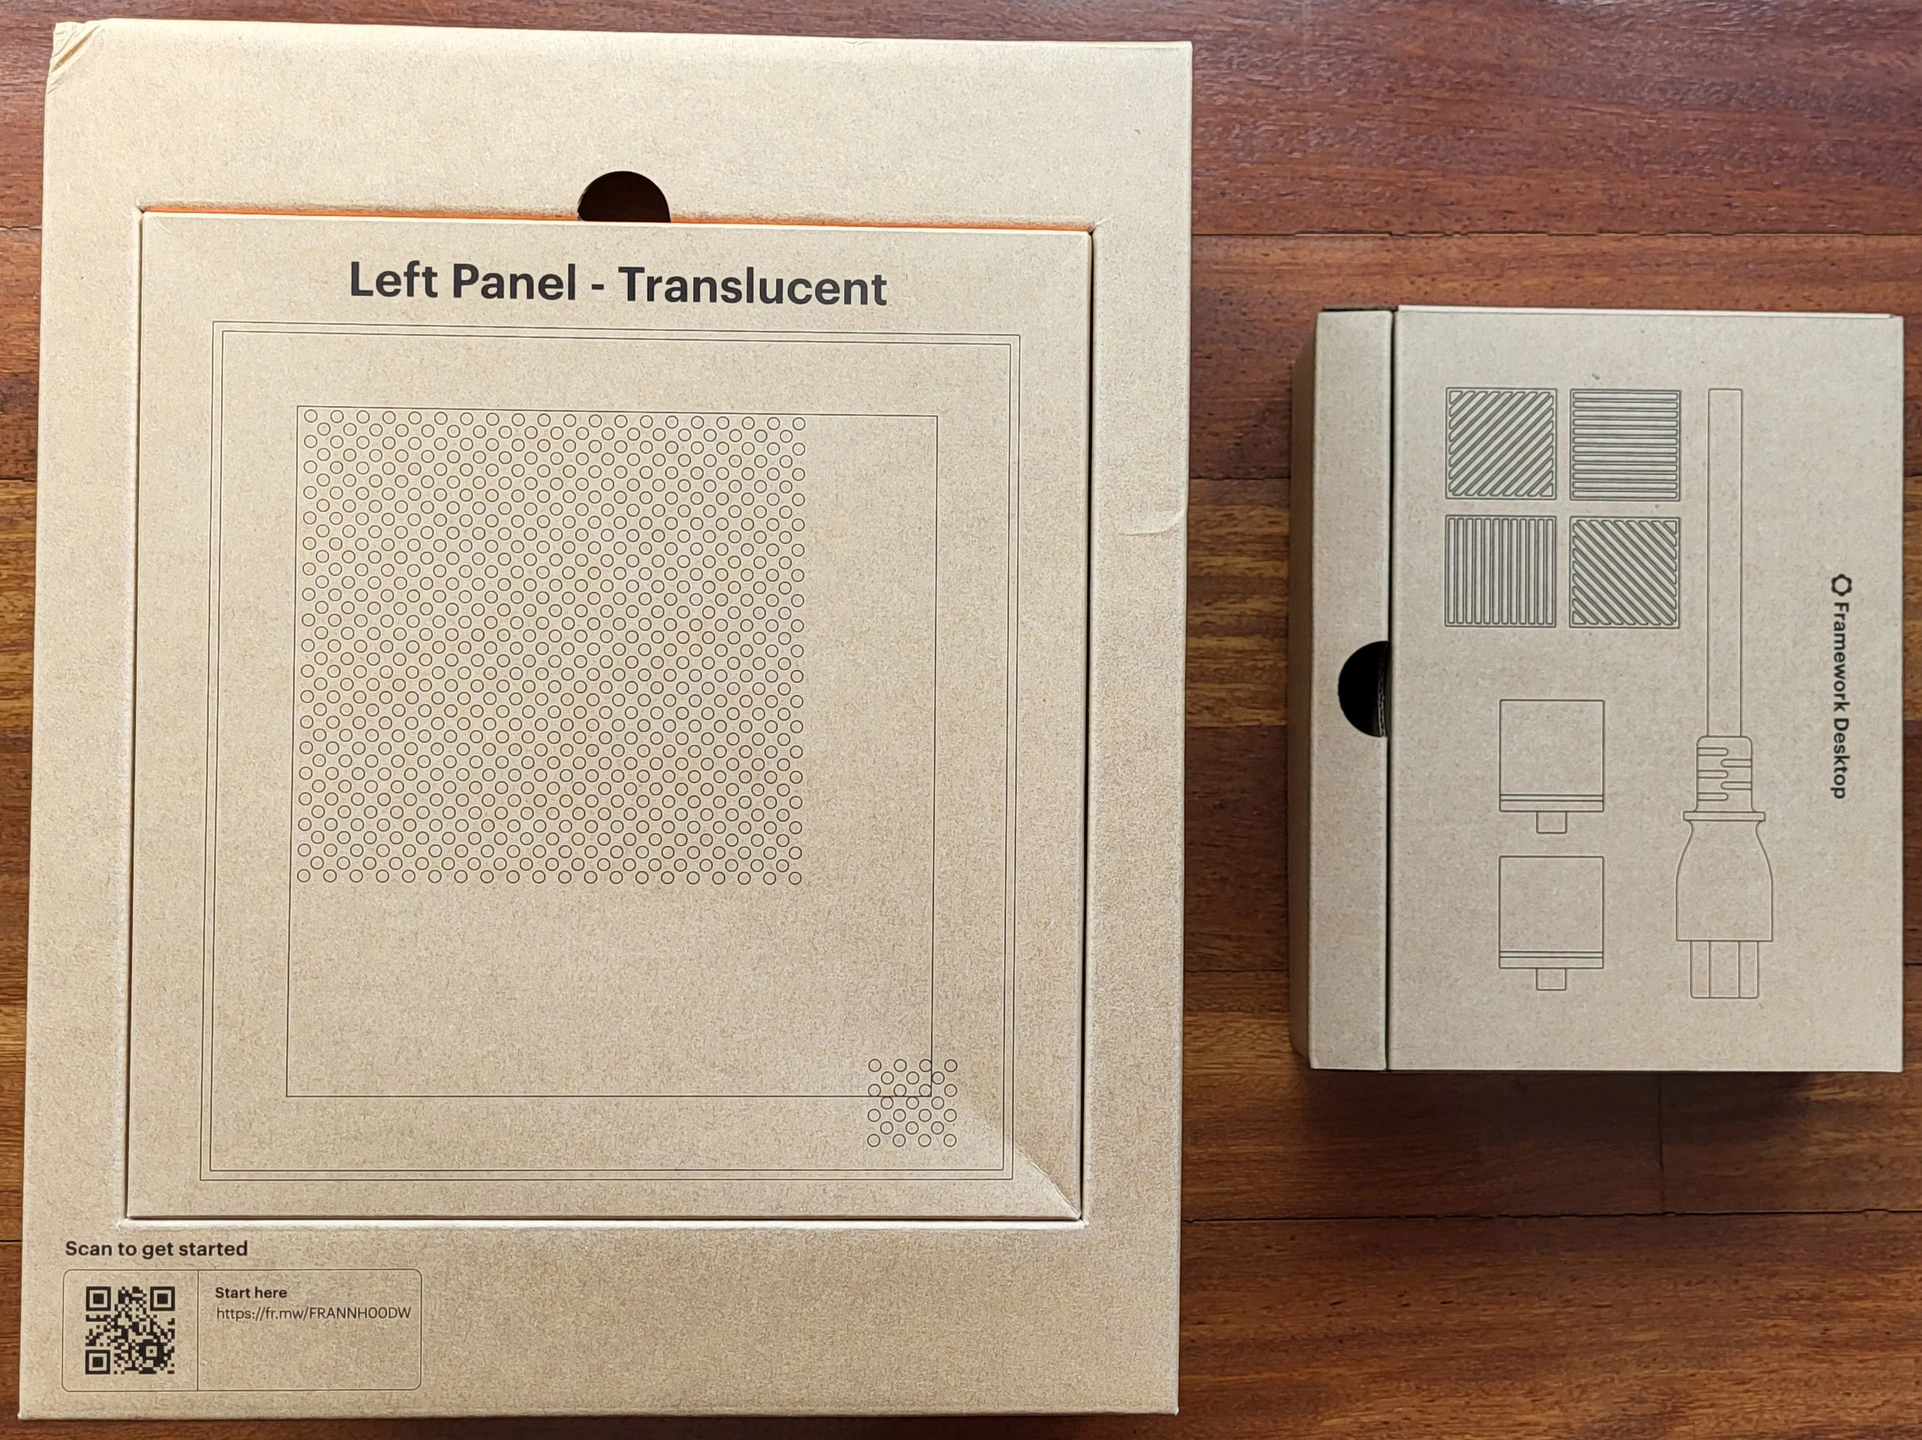 Left Panel - Translucent
Scan to get started
Start here
https://fr.mw/FRANNHOODW
Framework Desktop